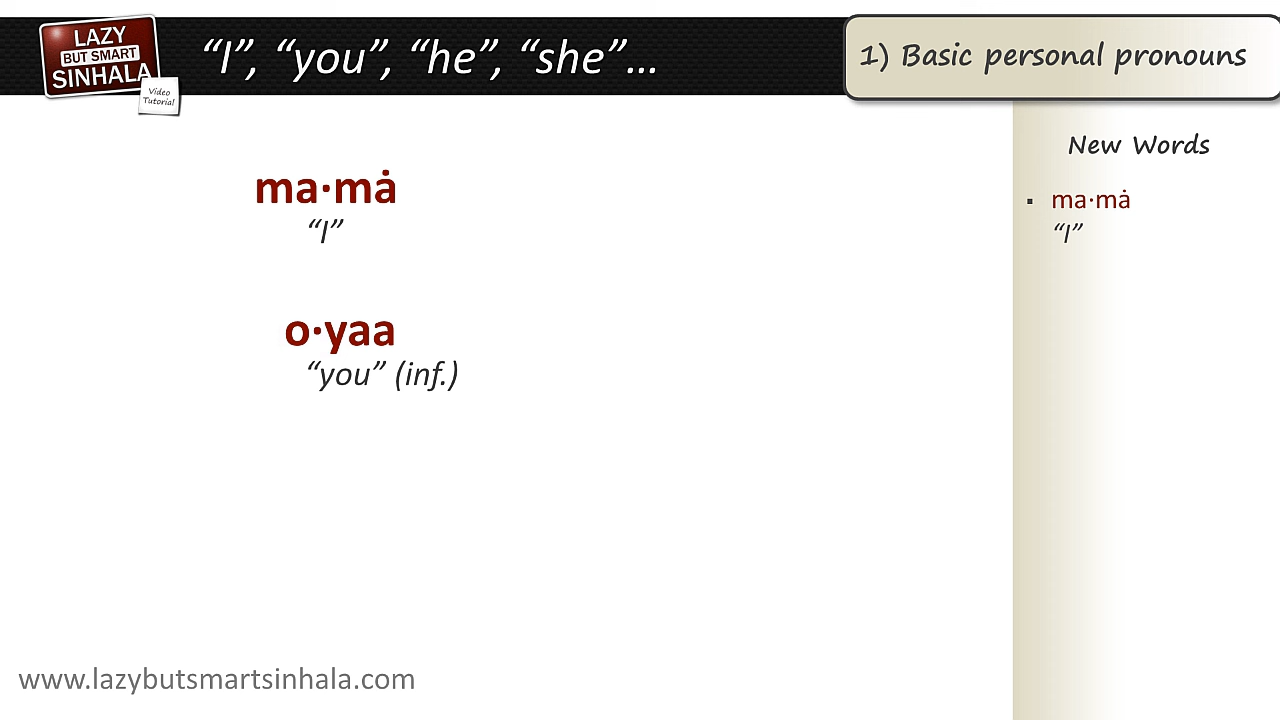 LAZY
BUT SMART
SINHALA
Video
Tutorial
“I”, “you”, “he”, “she”...
1) Basic personal pronouns
New Words
ma·mȧ
“I”
o·yaa
“you” (inf.)
▪ ma·mȧ
“I”
www.lazybutsmartsinhala.com